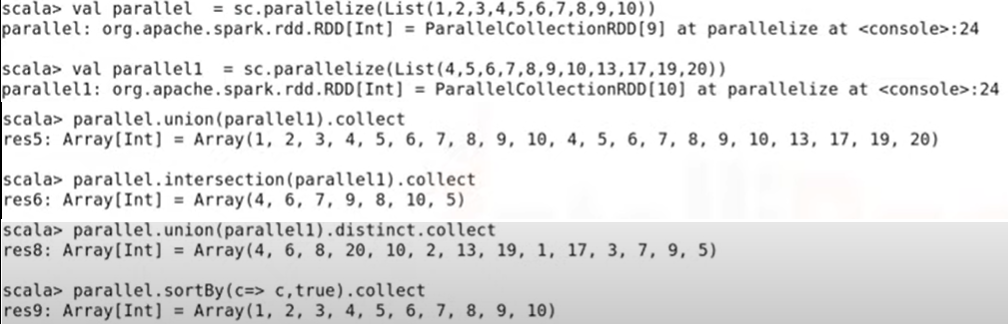 scala> val parallel  = sc.parallelize(List(1,2,3,4,5,6,7,8,9,10))
parallel: org.apache.spark.rdd.RDD[Int] = ParallelCollectionRDD[9] at parallelize at <console>:24
scala> val parallel1  = sc.parallelize(List(4,5,6,7,8,9,10,13,17,19,20))
parallel1: org.apache.spark.rdd.RDD[Int] = ParallelCollectionRDD[10] at parallelize at <console>:24
scala> parallel.union(parallel1).collect
res5: Array[Int] = Array(1, 2, 3, 4, 5, 6, 7, 8, 9, 10, 4, 5, 6, 7, 8, 9, 10, 13, 17, 19, 20)
scala> parallel.intersection(parallel1).collect
res6: Array[Int] = Array(4, 6, 7, 9, 8, 10, 5)
scala> parallel.union(parallel1).distinct.collect
res8: Array[Int] = Array(4, 6, 8, 20, 10, 2, 13, 19, 1, 17, 3, 7, 9, 5)
scala> parallel.sortBy(c=> c,true).collect
res9: Array[Int] = Array(1, 2, 3, 4, 5, 6, 7, 8, 9, 10)